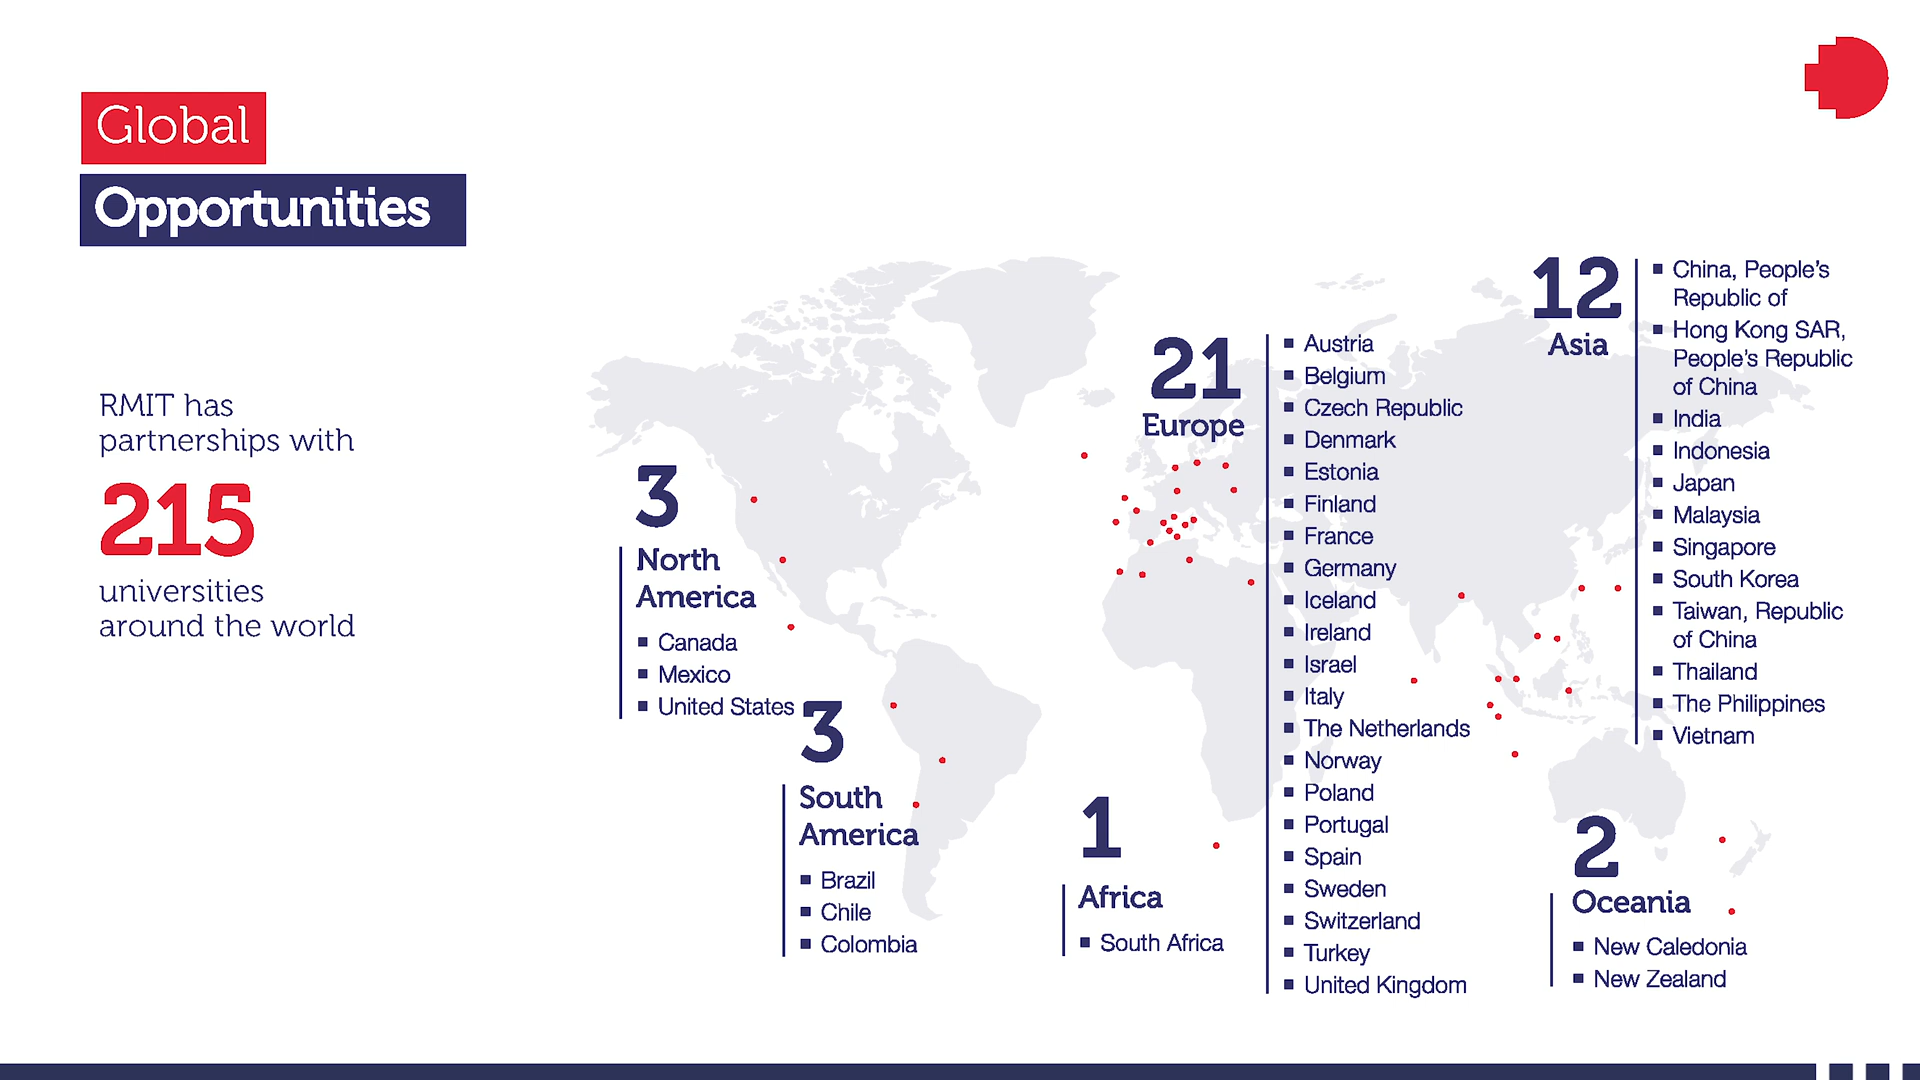 Global
Opportunities
RMIT has
partnerships with
215
universities
around the world
3
North
America
Canada
Mexico
United States
3
South
America
Brazil
Chile
Colombia
1
Africa
South Africa
21
Europe
Austria
Belgium
Czech Republic
Denmark
Estonia
Finland
France
Germany
Iceland
Ireland
Israel
Italy
The Netherlands
Norway
Poland
Portugal
Spain
Sweden
Switzerland
Turkey
United Kingdom
12
Asia
China, People's
Republic of
Hong Kong SAR,
People's Republic
of China
India
Indonesia
Japan
Malaysia
Singapore
South Korea
Taiwan, Republic
of China
Thailand
The Philippines
Vietnam
2
Oceania
New Caledonia
New Zealand